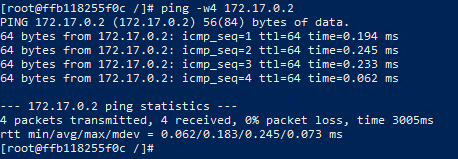 [root@ffb118255f0c /]# ping -w4 172.17.0.2
PING 172.17.0.2 (172.17.0.2) 56(84) bytes of data.
64 bytes from 172.17.0.2: icmp_seq=1 ttl=64 time=0.194 ms
64 bytes from 172.17.0.2: icmp_seq=2 ttl=64 time=0.245 ms
64 bytes from 172.17.0.2: icmp_seq=3 ttl=64 time=0.233 ms
64 bytes from 172.17.0.2: icmp_seq=4 ttl=64 time=0.062 ms

--- 172.17.0.2 ping statistics ---
4 packets transmitted, 4 received, 0% packet loss, time 3005ms
rtt min/avg/max/mdev = 0.062/0.183/0.245/0.073 ms
[root@ffb118255f0c /]#